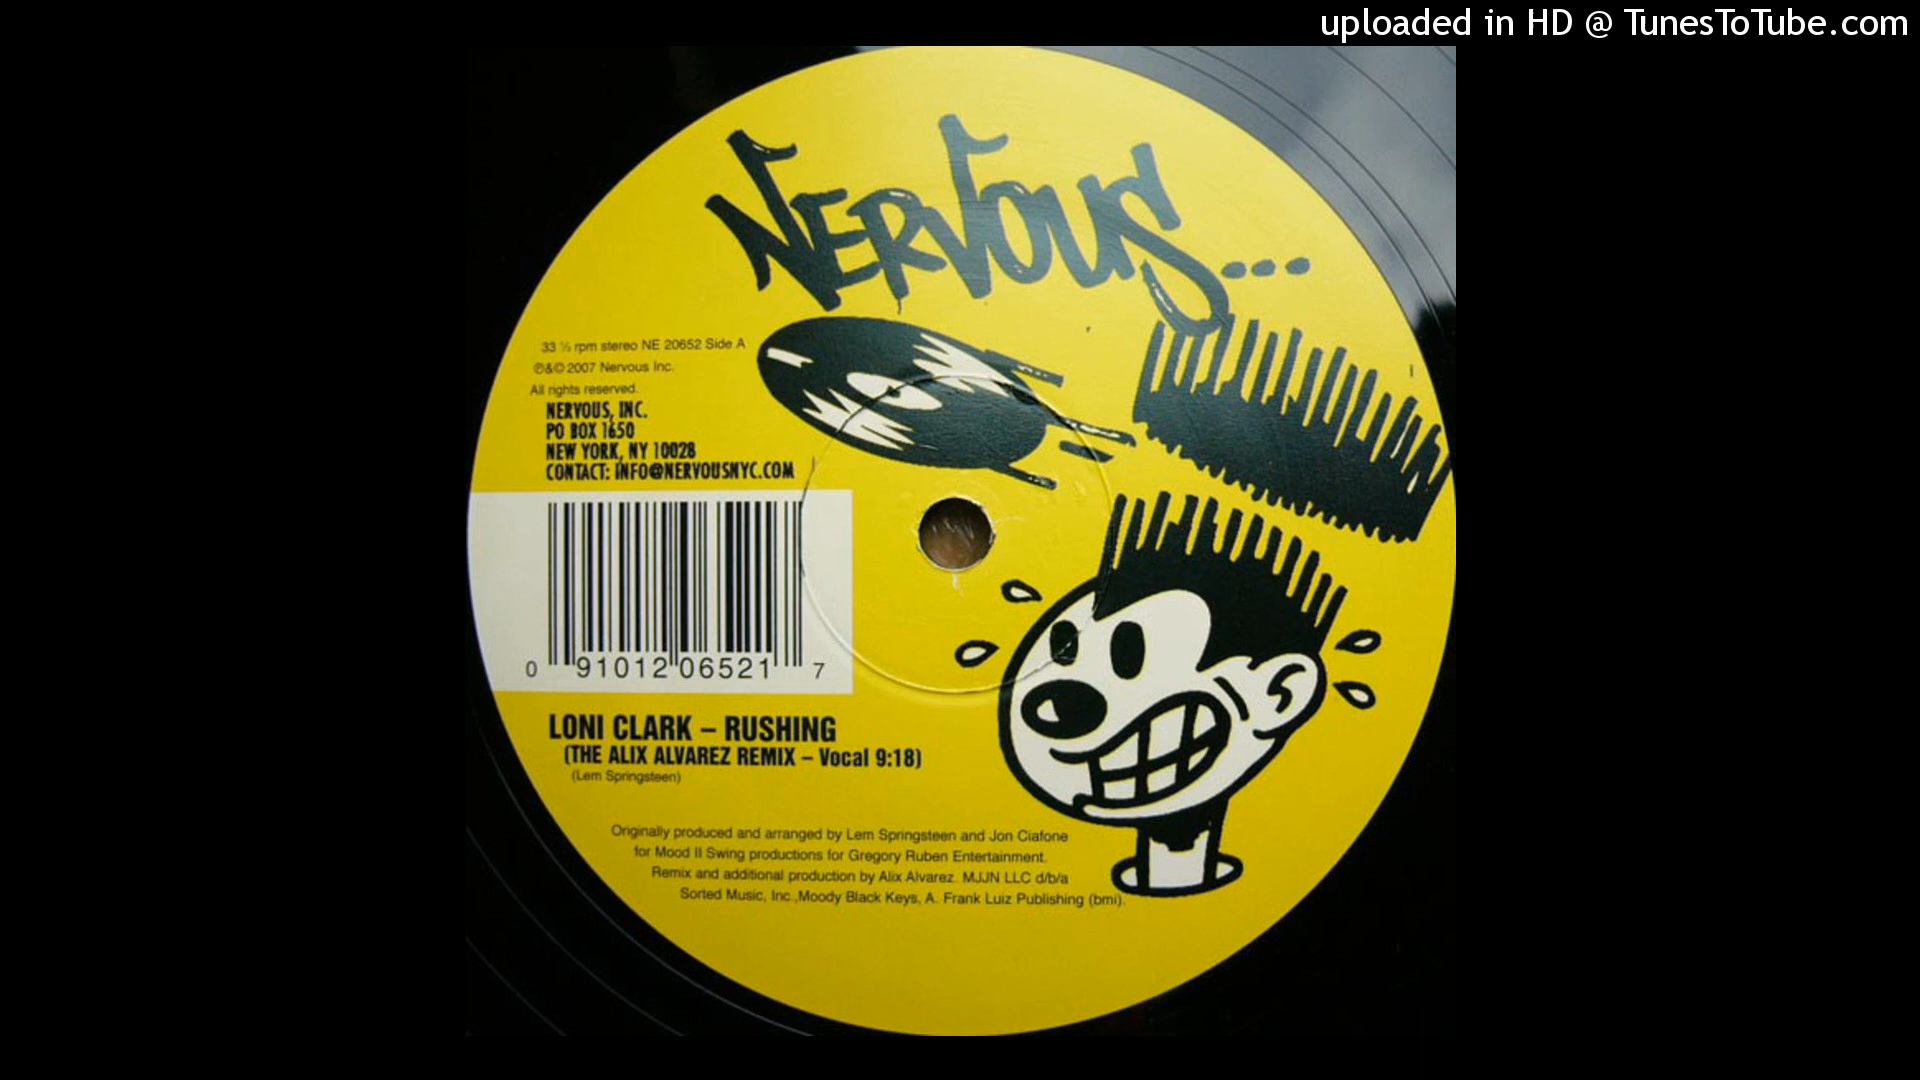 uploaded in HD @ TunesToTube.com
NERVOUS...
33 ⅓ rpm stereo NE 20652 Side A
℗&© 2007 Nervous Inc.
All rights reserved.
NERVOUS, INC.
PO BOX 1650
NEW YORK, NY 10028
CONTACT: INFO@NERVOUSNYC.COM
0 91012 06521 7
LONI CLARK – RUSHING
(THE ALIX ALVAREZ REMIX – Vocal 9:18)
(Lem Springsteen)
Originally produced and arranged by Lem Springsteen and Jon Ciafone
for Mood II Swing productions for Gregory Ruben Entertainment.
Remix and additional production by Alix Alvarez. MJJN LLC d/b/a
Sorted Music, Inc.,Moody Black Keys, A. Frank Luiz Publishing (bmi).